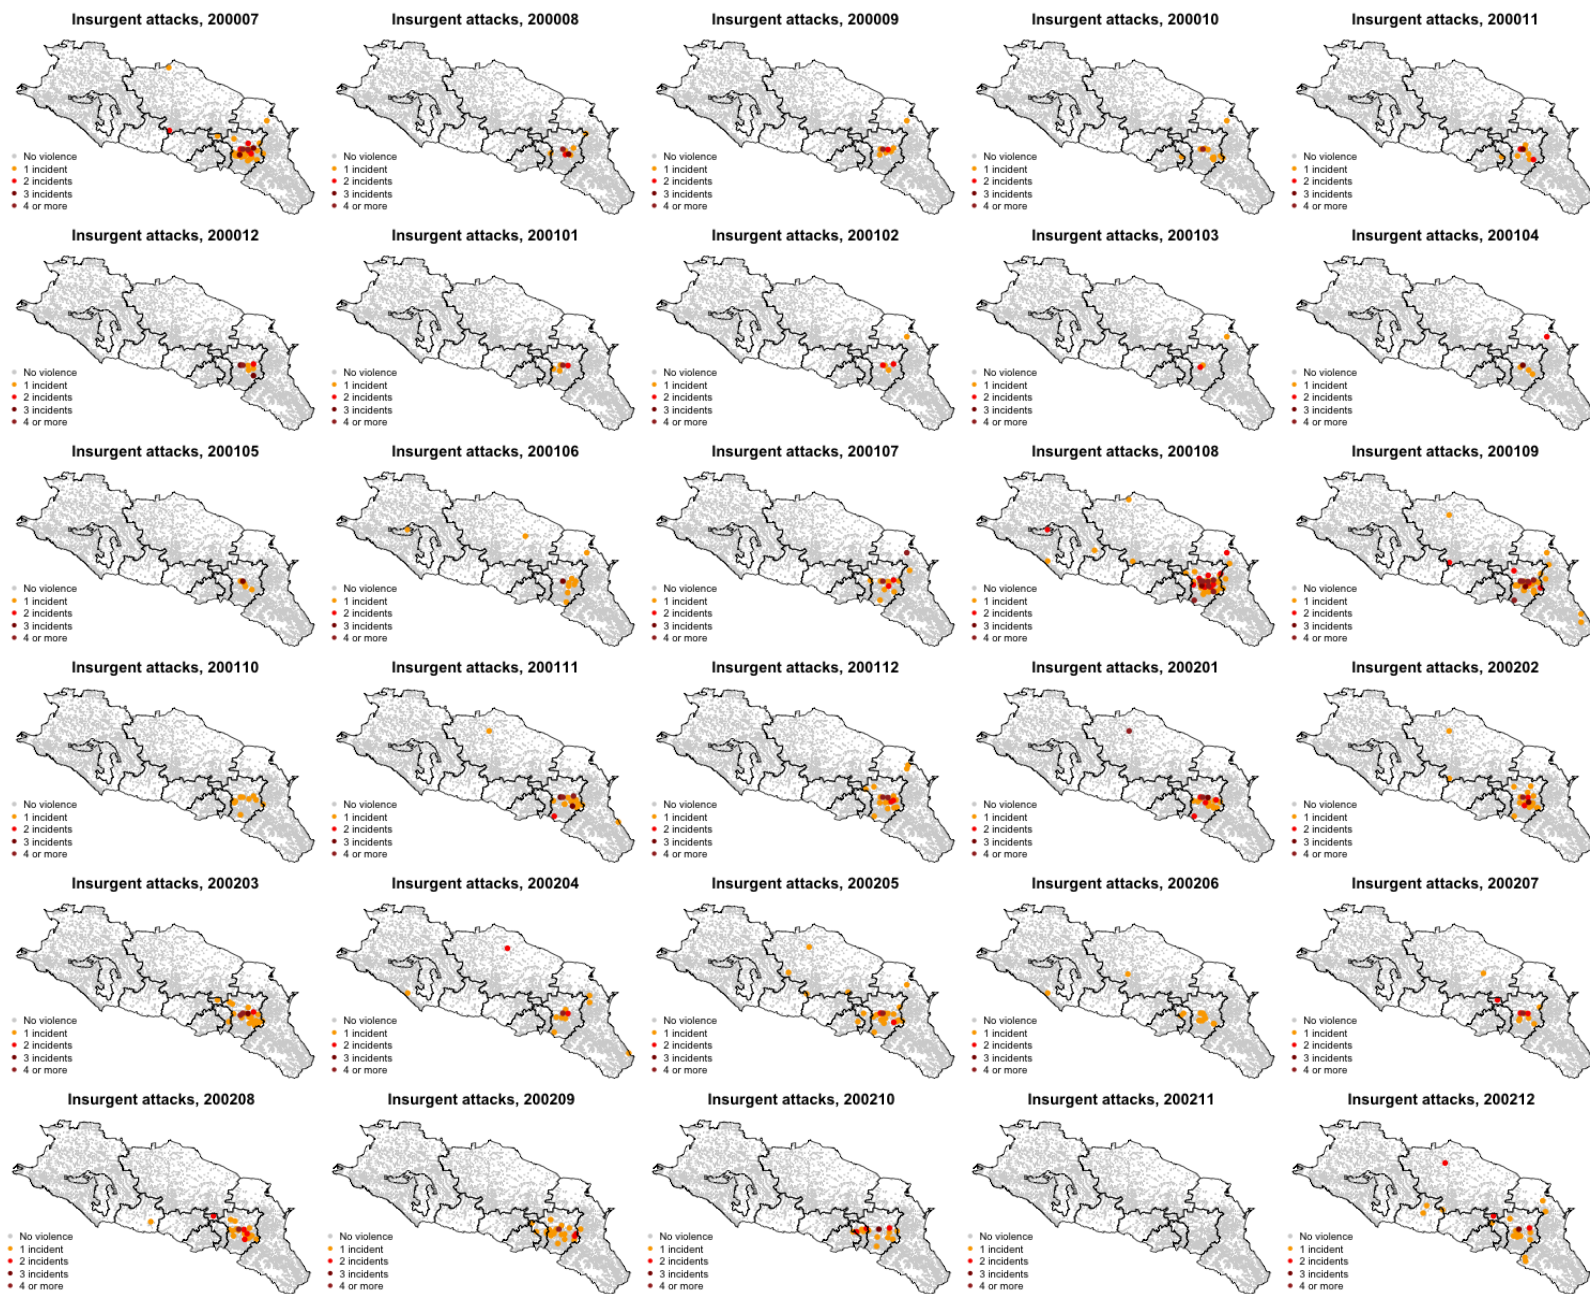 Insurgent attacks, 200007
No violence
1 incident
2 incidents
3 incidents
4 or more
Insurgent attacks, 200008
No violence
1 incident
2 incidents
3 incidents
4 or more
Insurgent attacks, 200009
No violence
1 incident
2 incidents
3 incidents
4 or more
Insurgent attacks, 200010
No violence
1 incident
2 incidents
3 incidents
4 or more
Insurgent attacks, 200011
No violence
1 incident
2 incidents
3 incidents
4 or more
Insurgent attacks, 200012
No violence
1 incident
2 incidents
3 incidents
4 or more
Insurgent attacks, 200101
No violence
1 incident
2 incidents
3 incidents
4 or more
Insurgent attacks, 200102
No violence
1 incident
2 incidents
3 incidents
4 or more
Insurgent attacks, 200103
No violence
1 incident
2 incidents
3 incidents
4 or more
Insurgent attacks, 200104
No violence
1 incident
2 incidents
3 incidents
4 or more
Insurgent attacks, 200105
No violence
1 incident
2 incidents
3 incidents
4 or more
Insurgent attacks, 200106
No violence
1 incident
2 incidents
3 incidents
4 or more
Insurgent attacks, 200107
No violence
1 incident
2 incidents
3 incidents
4 or more
Insurgent attacks, 200108
No violence
1 incident
2 incidents
3 incidents
4 or more
Insurgent attacks, 200109
No violence
1 incident
2 incidents
3 incidents
4 or more
Insurgent attacks, 200110
No violence
1 incident
2 incidents
3 incidents
4 or more
Insurgent attacks, 200111
No violence
1 incident
2 incidents
3 incidents
4 or more
Insurgent attacks, 200112
No violence
1 incident
2 incidents
3 incidents
4 or more
Insurgent attacks, 200201
No violence
1 incident
2 incidents
3 incidents
4 or more
Insurgent attacks, 200202
No violence
1 incident
2 incidents
3 incidents
4 or more
Insurgent attacks, 200203
No violence
1 incident
2 incidents
3 incidents
4 or more
Insurgent attacks, 200204
No violence
1 incident
2 incidents
3 incidents
4 or more
Insurgent attacks, 200205
No violence
1 incident
2 incidents
3 incidents
4 or more
Insurgent attacks, 200206
No violence
1 incident
2 incidents
3 incidents
4 or more
Insurgent attacks, 200207
No violence
1 incident
2 incidents
3 incidents
4 or more
Insurgent attacks, 200208
No violence
1 incident
2 incidents
3 incidents
4 or more
Insurgent attacks, 200209
No violence
1 incident
2 incidents
3 incidents
4 or more
Insurgent attacks, 200210
No violence
1 incident
2 incidents
3 incidents
4 or more
Insurgent attacks, 200211
No violence
1 incident
2 incidents
3 incidents
4 or more
Insurgent attacks, 200212
No violence
1 incident
2 incidents
3 incidents
4 or more